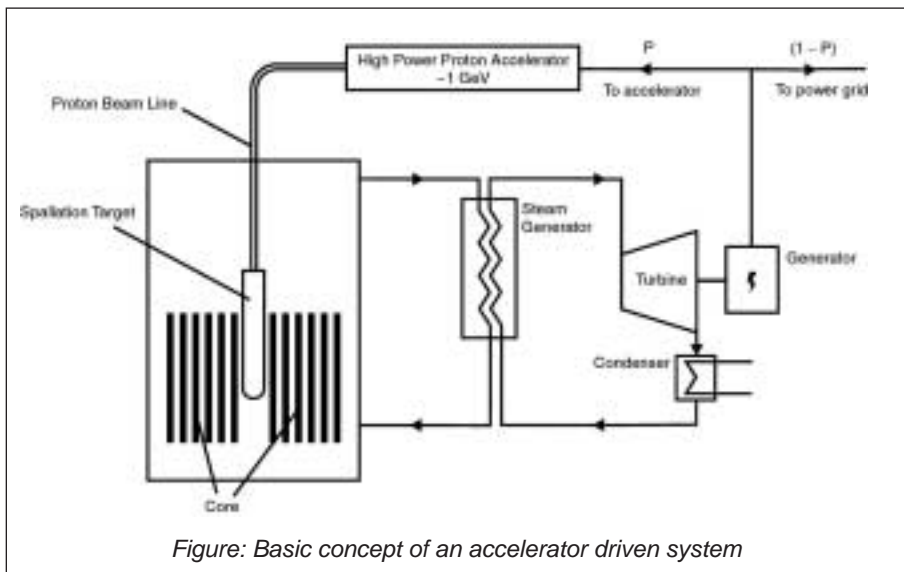 P
(1 – P)
High Power Proton Accelerator
~1 GeV
To accelerator
To power grid
Proton Beam Line
Spallation Target
Steam
Generator
Turbine
Generator
Condenser
Core
Figure: Basic concept of an accelerator driven system